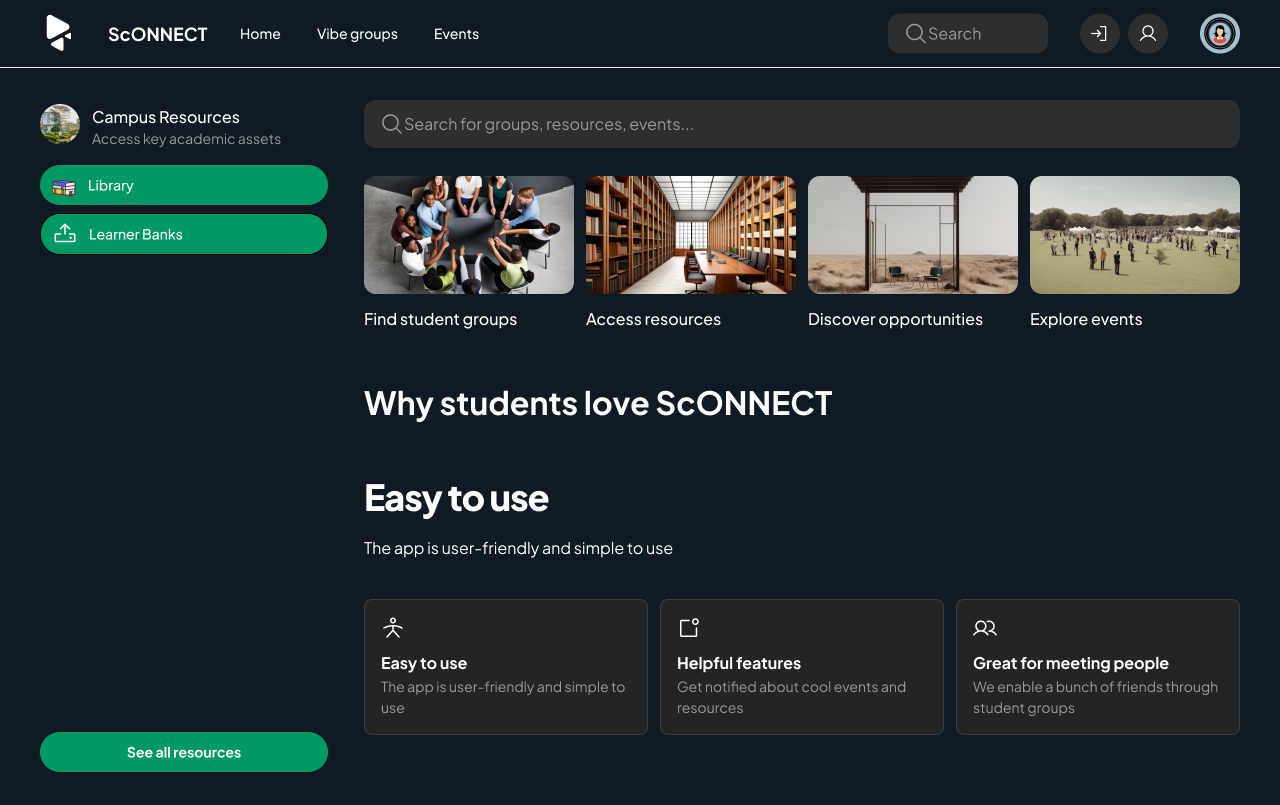 ScONNECT
Home
Vibe groups
Events
Search
Campus Resources
Access key academic assets
Library
Learner Banks
See all resources
Search for groups, resources, events...
Find student groups
Access resources
Discover opportunities
Explore events
Why students love ScONNECT
Easy to use
The app is user-friendly and simple to use
Easy to use
The app is user-friendly and simple to
use
Helpful features
Get notified about cool events and
resources
Great for meeting people
We enable a bunch of friends through
student groups